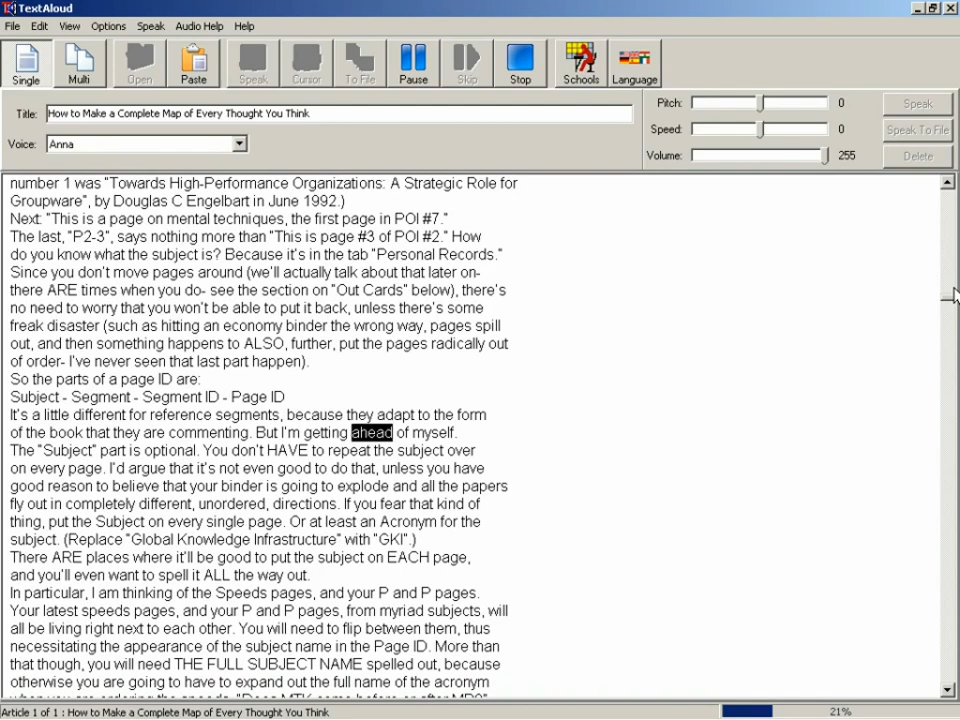 TextAloud
File Edit View Options Speak Audio Help Help
Single Multi Open Paste Speak Cursor To File Pause Skip Stop Schools Language
Title: How to Make a Complete Map of Every Thought You Think
Voice: Anna
Pitch: 0 Speak
Speed: 0 Speak To File
Volume: 255 Delete
number 1 was "Towards High-Performance Organizations: A Strategic Role for
Groupware", by Douglas C Engelbart in June 1992.)
Next: "This is a page on mental techniques, the first page in POI #7."
The last, "P2-3", says nothing more than "This is page #3 of POI #2." How
do you know what the subject is? Because it's in the tab "Personal Records."
Since you don't move pages around (we'll actually talk about that later on-
there ARE times when you do- see the section on "Out Cards" below), there's
no need to worry that you won't be able to put it back, unless there's some
freak disaster (such as hitting an economy binder the wrong way, pages spill
out, and then something happens to ALSO, further, put the pages radically out
of order- I've never seen that last part happen).
So the parts of a page ID are:
Subject - Segment - Segment ID - Page ID
It's a little different for reference segments, because they adapt to the form
of the book that they are commenting. But I'm getting ahead of myself.
The "Subject" part is optional. You don't HAVE to repeat the subject over
on every page. I'd argue that it's not even good to do that, unless you have
good reason to believe that your binder is going to explode and all the papers
fly out in completely different, unordered, directions. If you fear that kind of
thing, put the Subject on every single page. Or at least an Acronym for the
subject. (Replace "Global Knowledge Infrastructure" with "GKI".)
There ARE places where it'll be good to put the subject on EACH page,
and you'll even want to spell it ALL the way out.
In particular, I am thinking of the Speeds pages, and your P and P pages.
Your latest speeds pages, and your P and P pages, from myriad subjects, will
all be living right next to each other. You will need to flip between them, thus
necessitating the appearance of the subject name in the Page ID. More than
that though, you will need THE FULL SUBJECT NAME spelled out, because
otherwise you are going to have to expand out the full name of the acronym
when you are ordering the speeds. "Does MTK come before or after MP3"
Article 1 of 1 : How to Make a Complete Map of Every Thought You Think 21%